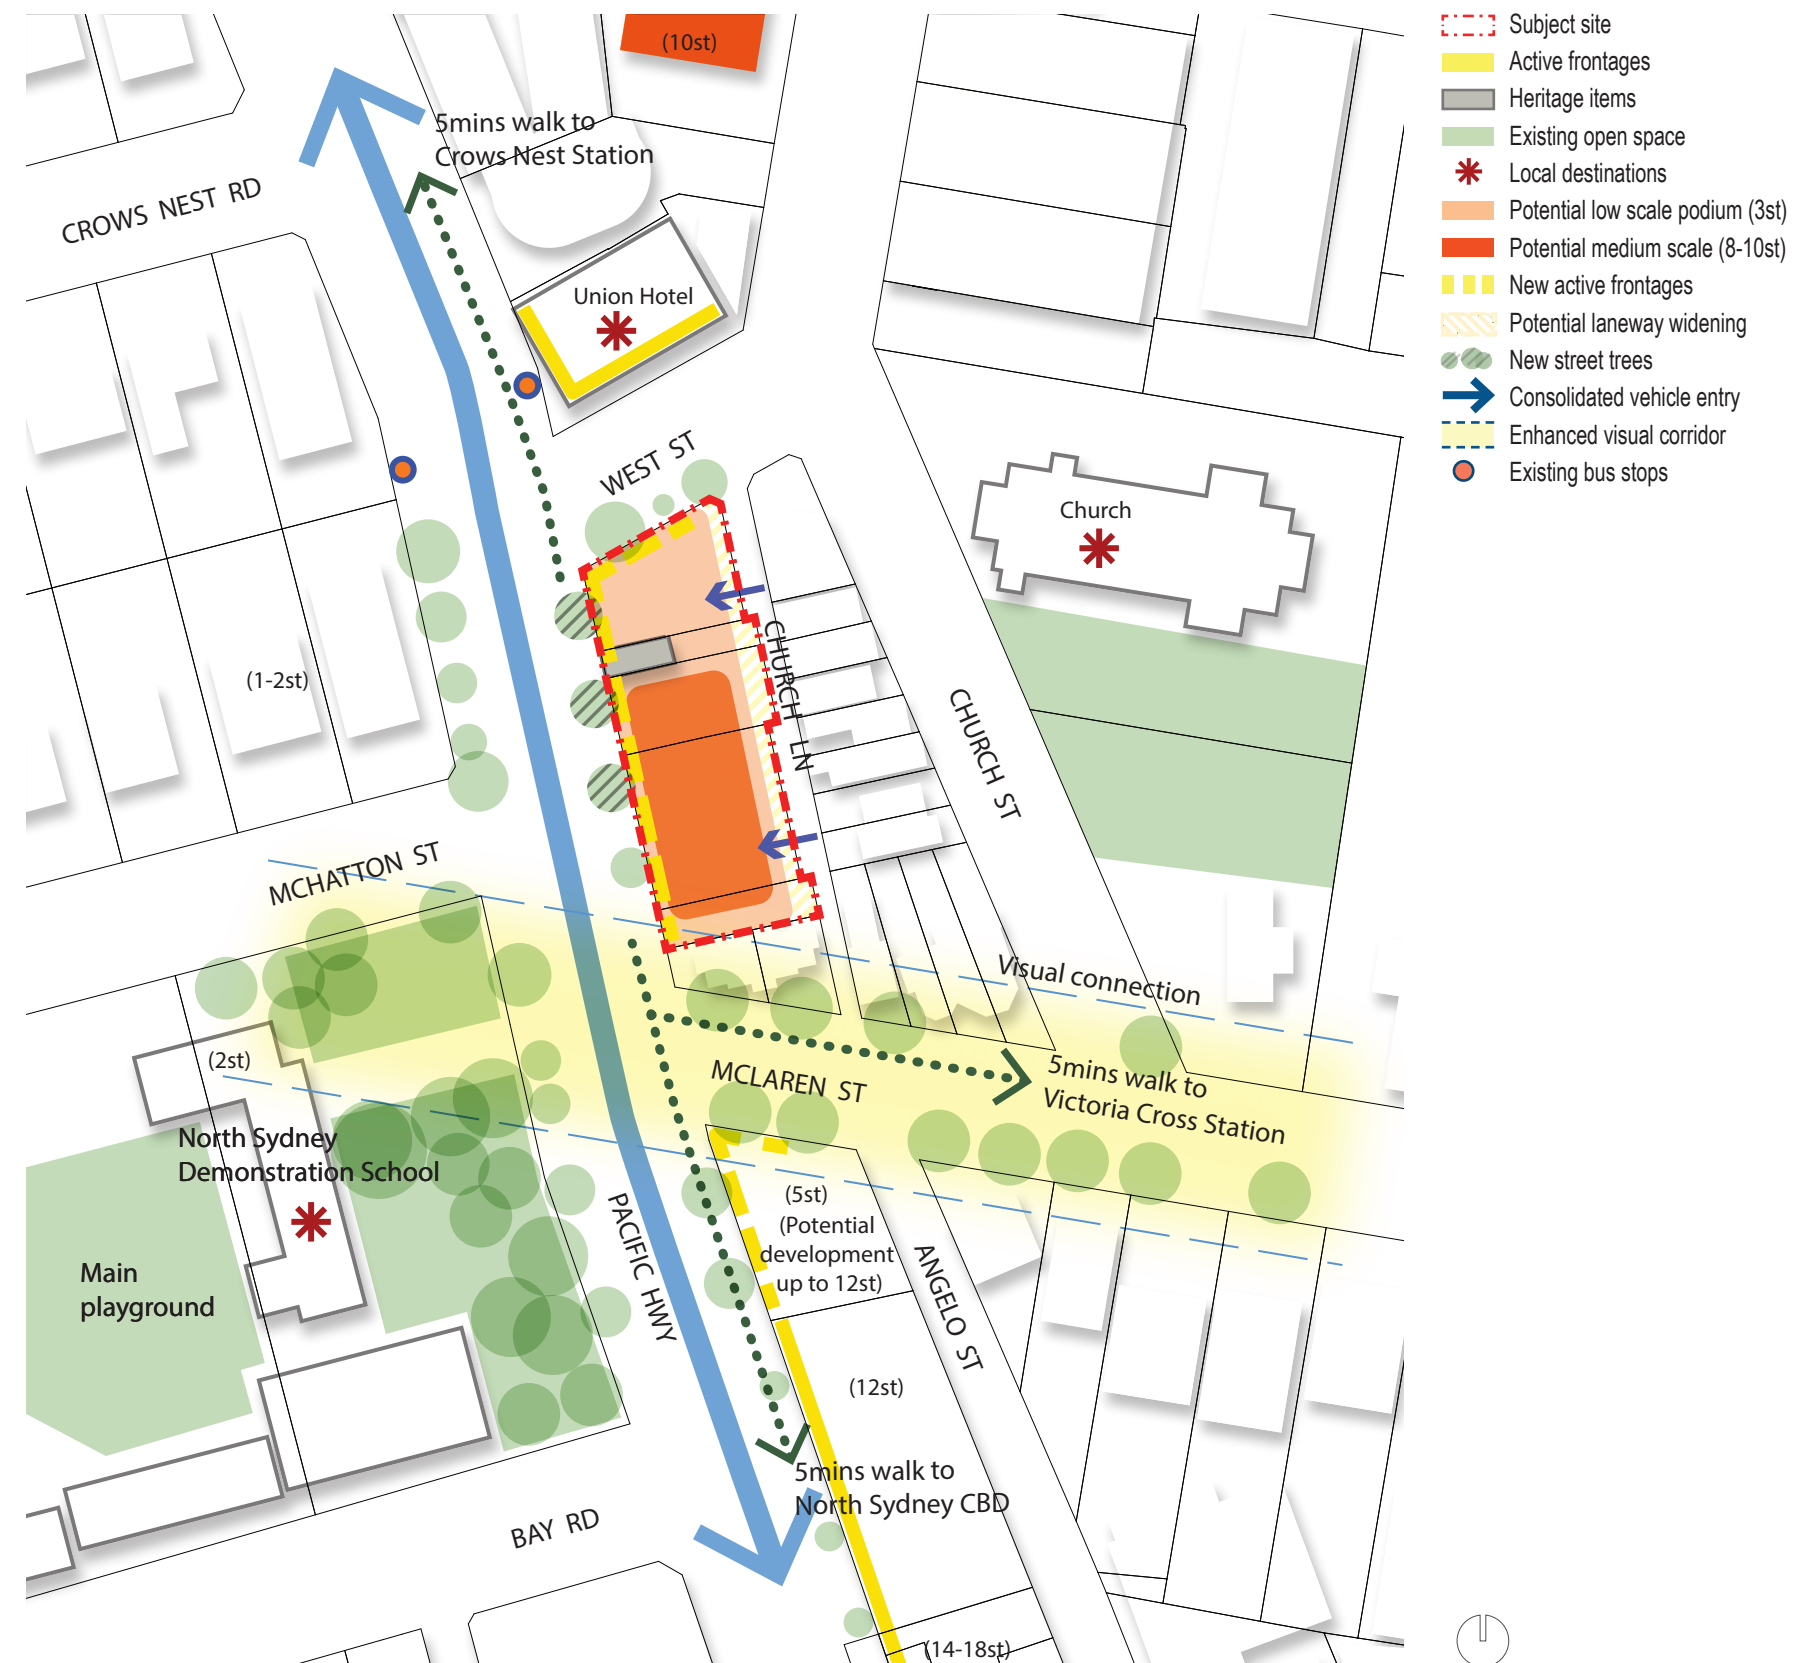 (10st)
5mins walk to
Crows Nest Station
CROWS NEST RD
Union Hotel
WEST ST
Church
(1-2st)
CHURCH LN
CHURCH ST
MCHATTON ST
Visual connection
(2st)
MCLAREN ST
5mins walk to
Victoria Cross Station
North Sydney
Demonstration School
PACIFIC HWY
(5st)
(Potential
development
up to 12st)
Main
playground
ANGELO ST
(12st)
5mins walk to
North Sydney CBD
BAY RD
(14-18st)
Subject site
Active frontages
Heritage items
Existing open space
Local destinations
Potential low scale podium (3st)
Potential medium scale (8-10st)
New active frontages
Potential laneway widening
New street trees
Consolidated vehicle entry
Enhanced visual corridor
Existing bus stops